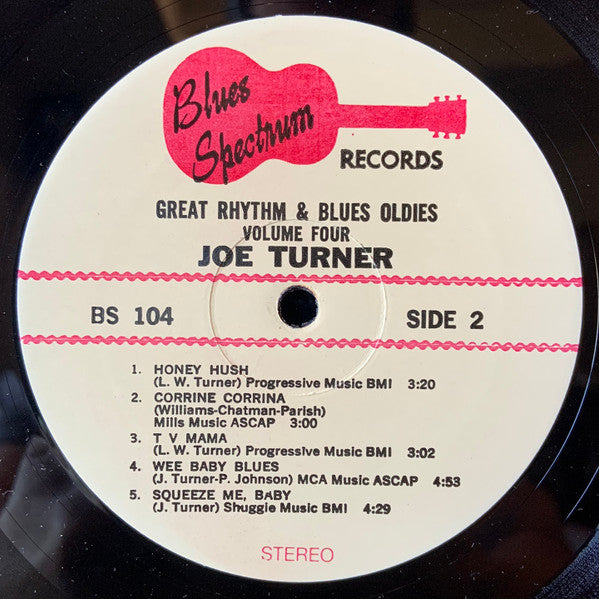 Blues
Spectrum
RECORDS
GREAT RHYTHM & BLUES OLDIES
VOLUME FOUR
JOE TURNER
BS 104
SIDE 2
1. HONEY HUSH
(L. W. Turner) Progressive Music BMI 3:20
2. CORRINE CORRINA
(Williams-Chatman-Parish)
Mills Music ASCAP 3:00
3. T V MAMA
(L. W. Turner) Progressive Music BMI 3:02
4. WEE BABY BLUES
(J. Turner-P. Johnson) MCA Music ASCAP 4:53
5. SQUEEZE ME, BABY
(J. Turner) Shuggie Music BMI 4:29
STEREO